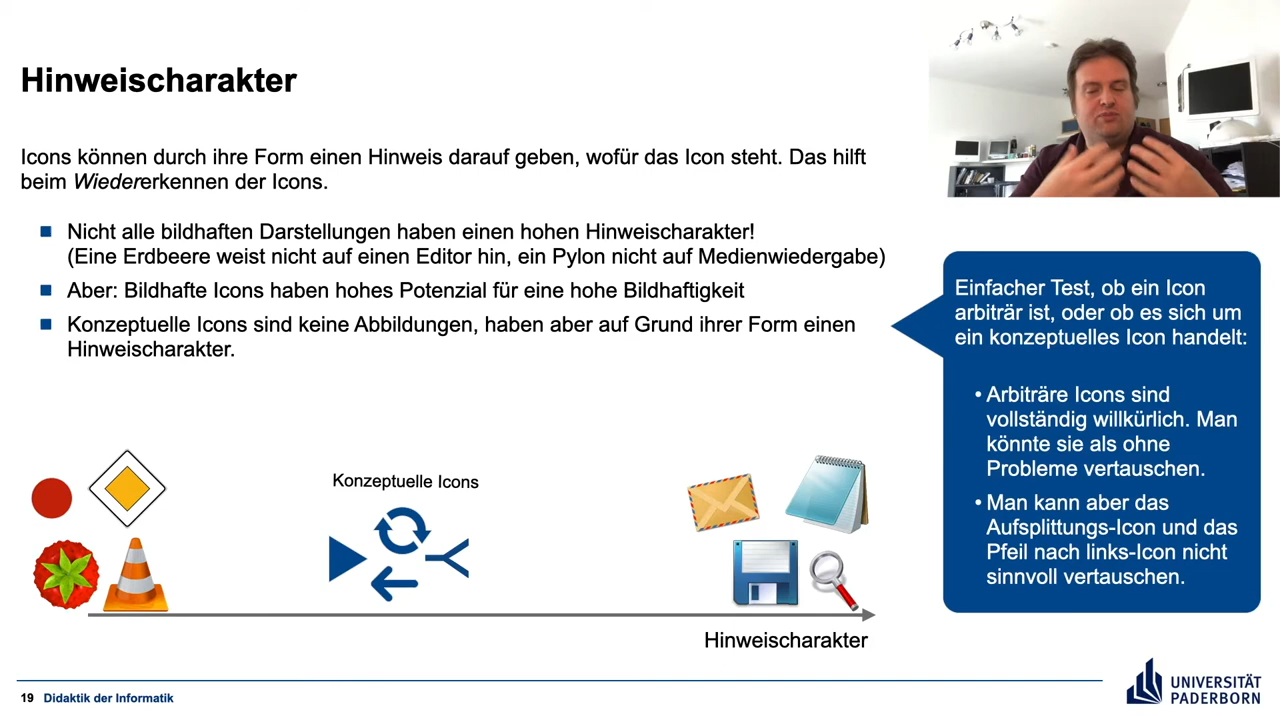 Hinweischarakter
Icons können durch ihre Form einen Hinweis darauf geben, wofür das Icon steht. Das hilft
beim Wiedererkennen der Icons.
Nicht alle bildhaften Darstellungen haben einen hohen Hinweischarakter!
(Eine Erdbeere weist nicht auf einen Editor hin, ein Pylon nicht auf Medienwiedergabe)
Aber: Bildhafte Icons haben hohes Potenzial für eine hohe Bildhaftigkeit
Konzeptuelle Icons sind keine Abbildungen, haben aber auf Grund ihrer Form einen
Hinweischarakter.
Einfacher Test, ob ein Icon
arbiträr ist, oder ob es sich um
ein konzeptuelles Icon handelt:
• Arbiträre Icons sind
vollständig willkürlich. Man
könnte sie als ohne
Probleme vertauschen.
• Man kann aber das
Aufsplittungs-Icon und das
Pfeil nach links-Icon nicht
sinnvoll vertauschen.
Konzeptuelle Icons
Hinweischarakter
19 Didaktik der Informatik
UNIVERSITÄT
PADERBORN